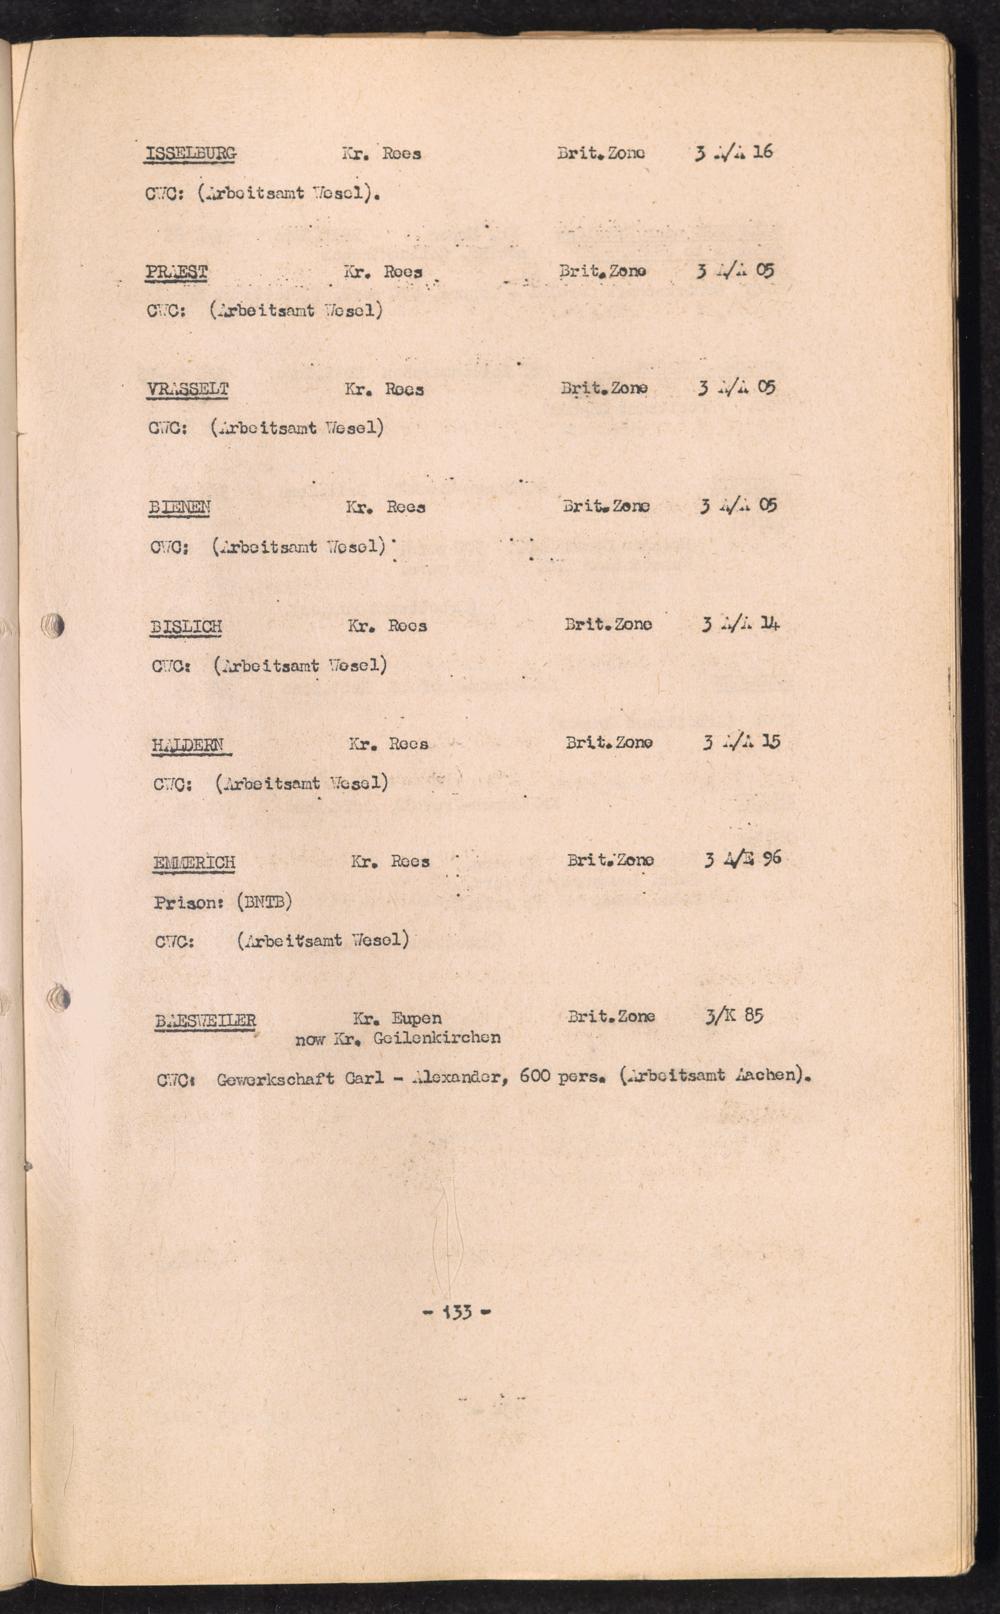 ISSELBURG Kr. Rees Brit.Zone 3 A/A 16
CWC: (Arbeitsamt Wesel).
PRAEST Kr. Rees Brit.Zone 3 A/A 05
CWC: (Arbeitsamt Wesel)
VRASSELT Kr. Rees Brit.Zone 3 A/A 05
CWC: (Arbeitsamt Wesel)
BIENEN Kr. Rees Brit.Zone 3 A/A 05
CWC: (Arbeitsamt Wesel)
BISLICH Kr. Rees Brit.Zone 3 A/A 14
CWC: (Arbeitsamt Wesel)
HALDERN Kr. Rees Brit.Zone 3 A/A 15
CWC: (Arbeitsamt Wesel)
EMMERICH Kr. Rees Brit.Zone 3 A/E 96
Prison: (BNTB)
CWC: (Arbeitsamt Wesel)
BAESWEILER Kr. Eupen Brit.Zone 3/K 85
now Kr. Geilenkirchen
CWC: Gewerkschaft Carl - Alexander, 600 pers. (Arbeitsamt Aachen).
- 133 -